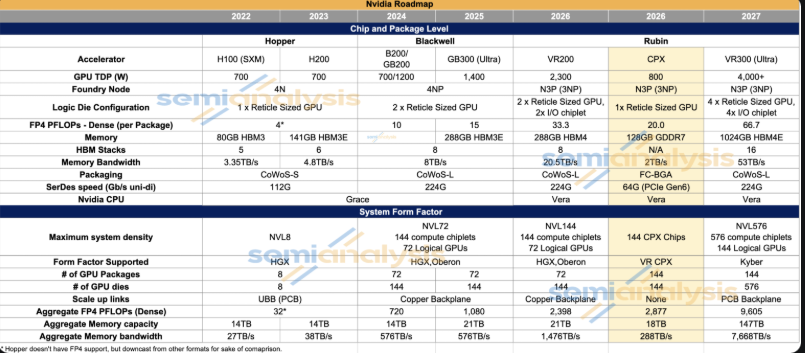 Nvidia Roadmap
2022 2023 2024 2025 2026 2026 2027
Chip and Package Level
Hopper Blackwell Rubin
Accelerator H100 (SXM) H200 B200/ GB200 GB300 (Ultra) VR200 CPX VR300 (Ultra)
GPU TDP (W) 700 700 700/1200 1,400 2,300 800 4,000+
Foundry Node 4N 4NP N3P (3NP) N3P (3NP) N3P (3NP)
Logic Die Configuration 1 x Reticle Sized GPU 2 x Reticle Sized GPU 2 x Reticle Sized GPU, 2x I/O chiplet 1x Reticle Sized GPU 4 x Reticle Sized GPU, 4x I/O chiplet
FP4 PFLOPs - Dense (per Package) 4* 10 15 33.3 20.0 66.7
Memory 80GB HBM3 141GB HBM3E 288GB HBM3E 288GB HBM4 128GB GDDR7 1024GB HBM4E
HBM Stacks 5 6 8 8 N/A 16
Memory Bandwidth 3.35TB/s 4.8TB/s 8TB/s 20.5TB/s 2TB/s 53TB/s
Packaging CoWoS-S CoWoS-L CoWoS-L FC-BGA CoWoS-L
SerDes speed (Gb/s uni-di) 112G 224G 224G 64G (PCIe Gen6) 224G
Nvidia CPU Grace Vera Vera Vera
System Form Factor
Maximum system density NVL8 NVL72 144 compute chiplets 72 Logical GPUs NVL144 144 compute chiplets 72 Logical GPUs 144 CPX Chips NVL576 576 compute chiplets 144 Logical GPUs
Form Factor Supported HGX HGX,Oberon HGX,Oberon VR CPX Kyber
# of GPU Packages 8 72 72 72 144 144
# of GPU dies 8 144 144 144 144 576
Scale up links UBB (PCB) Copper Backplane Copper Backplane None PCB Backplane
Aggregate FP4 PFLOPs (Dense) 32* 720 1,080 2,398 2,877 9,605
Aggregate Memory capacity 14TB 14TB 14TB 21TB 21TB 18TB 147TB
Aggregate Memory bandwidth 27TB/s 38TB/s 576TB/s 576TB/s 1,476TB/s 288TB/s 7,668TB/s
* Hopper doesn't have FP4 support, but downcast from other formats for sake of comaprison.
semianalysis
semianalysis
semianalysis
semianalysis